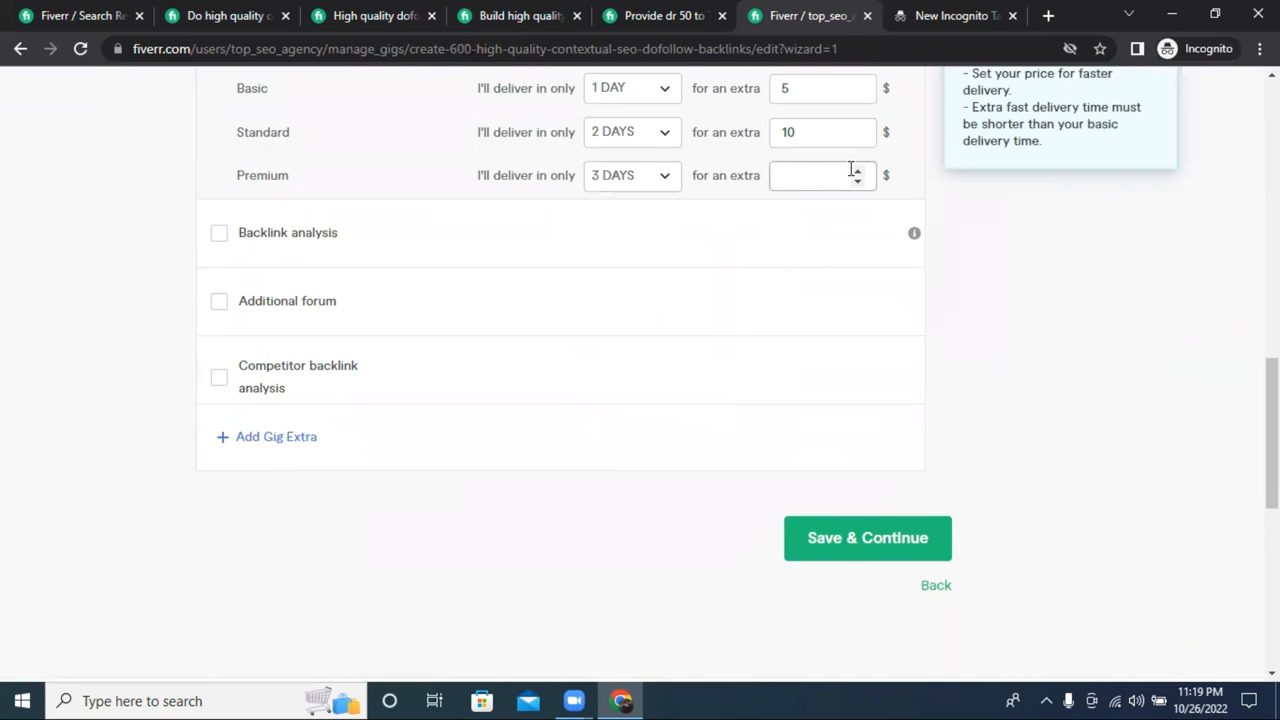 Fiverr / Search Re
Do high quality c
High quality dofo
Build high quality
Provide dr 50 to
Fiverr / top_seo_
New Incognito Ta
fiverr.com/users/top_seo_agency/manage_gigs/create-600-high-quality-contextual-seo-dofollow-backlinks/edit?wizard=1
Incognito
Basic I'll deliver in only 1 DAY for an extra 5 $
Standard I'll deliver in only 2 DAYS for an extra 10 $
Premium I'll deliver in only 3 DAYS for an extra $
- Set your price for faster
delivery.
- Extra fast delivery time must
be shorter than your basic
delivery time.
Backlink analysis
Additional forum
Competitor backlink
analysis
+ Add Gig Extra
Save & Continue
Back
Type here to search
11:19 PM
10/26/2022